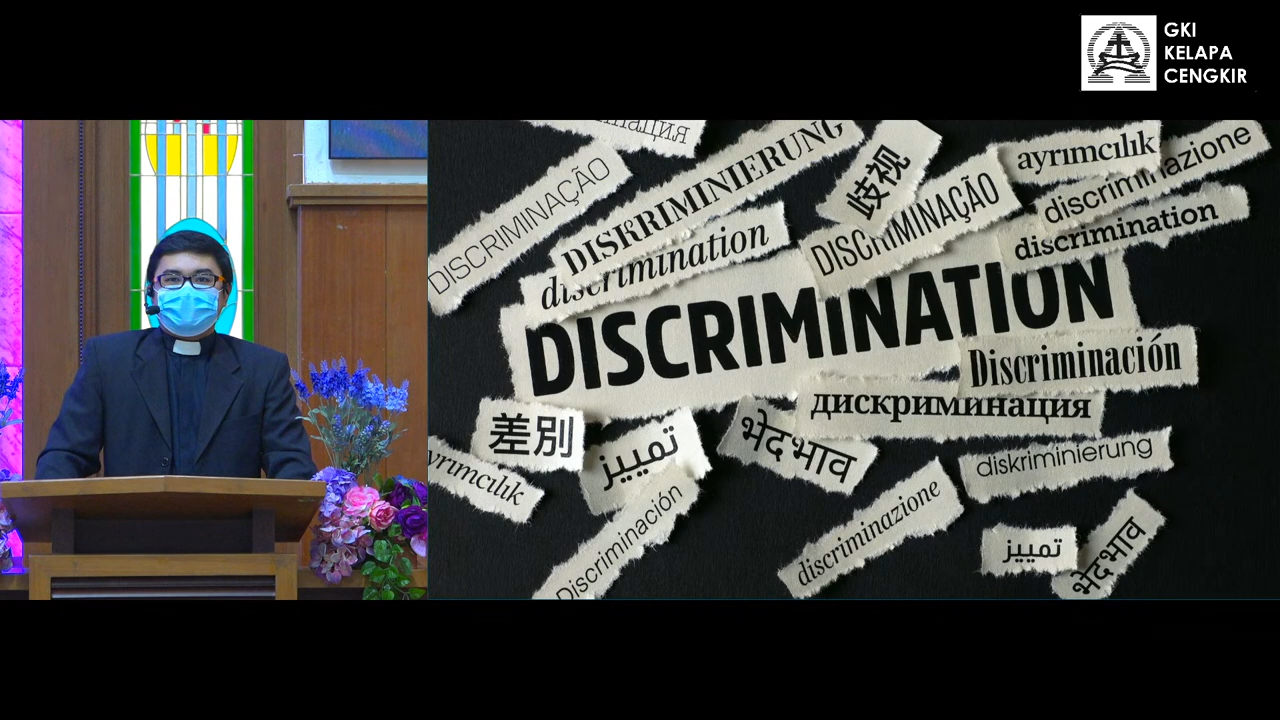 GKI
KELAPA
CENGKIR
DISCRIMINAÇÃO
DISKRIMINIERUNG
discrimination
歧视
DISCRIMINAÇÃO
ayrımcılık
discriminazione
discrimination
DISCRIMINATION
Discriminación
дискриминация
差別
تمييز
भेदभाव
diskriminierung
yrımcılık
Discriminación
discriminazione
تمييز
भेदभाव